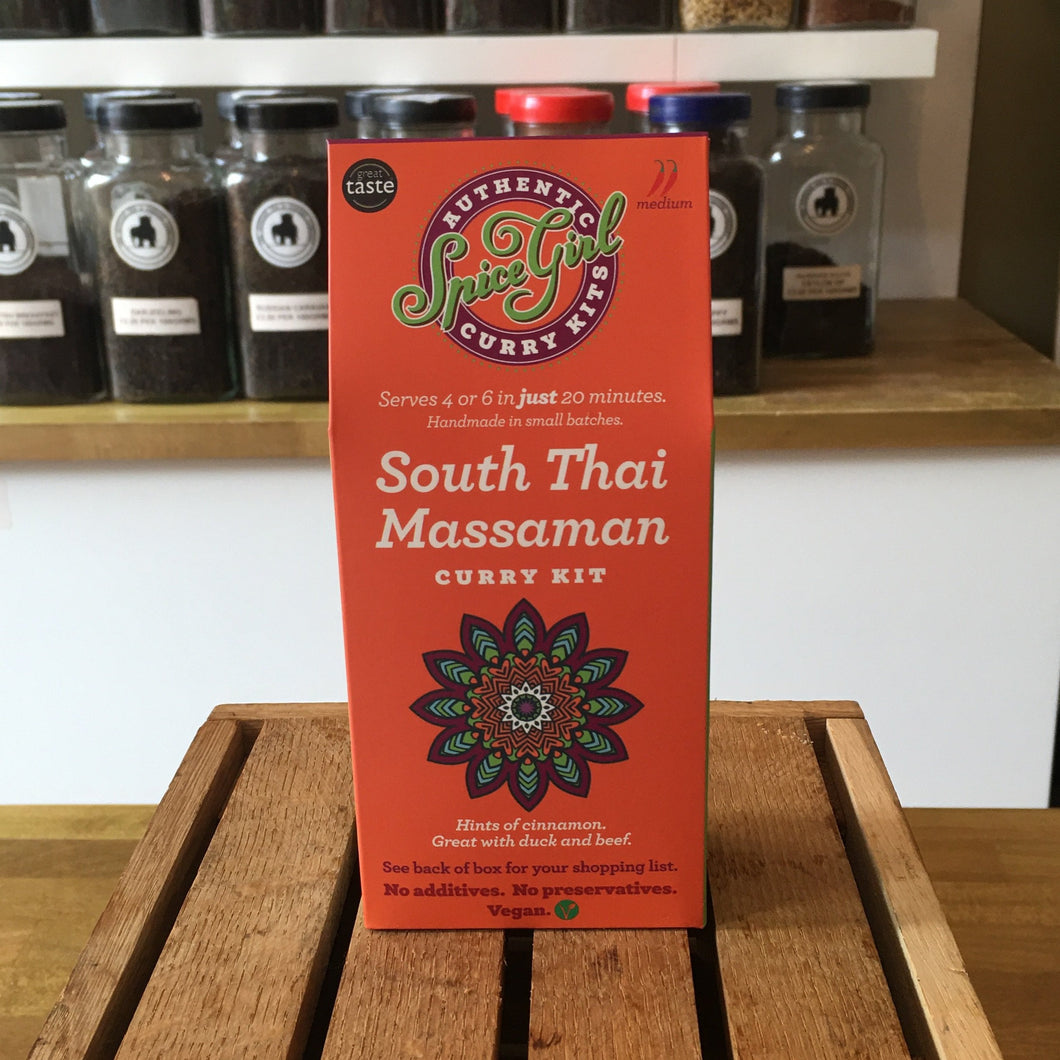 great
taste
AUTHENTIC
Spice Girl
CURRY KITS
medium
Serves 4 or 6 in just 20 minutes.
Handmade in small batches.
South Thai
Massaman
CURRY KIT
Hints of cinnamon.
Great with duck and beef.
See back of box for your shopping list.
No additives. No preservatives.
Vegan.
DARJEELING